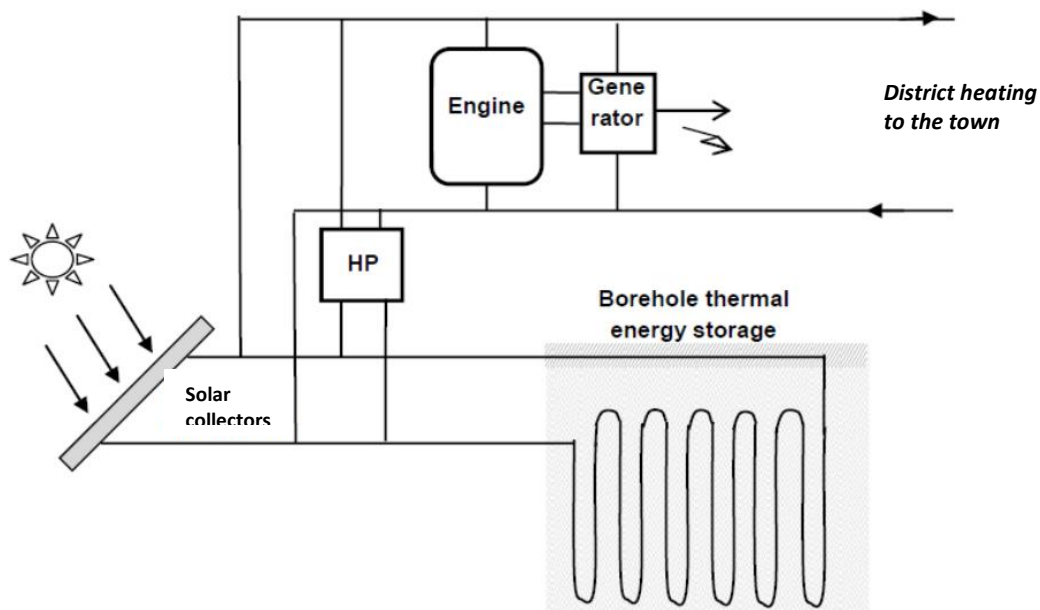 Engine
Gene
rator
District heating
to the town
HP
Borehole thermal
energy storage
Solar
collectors